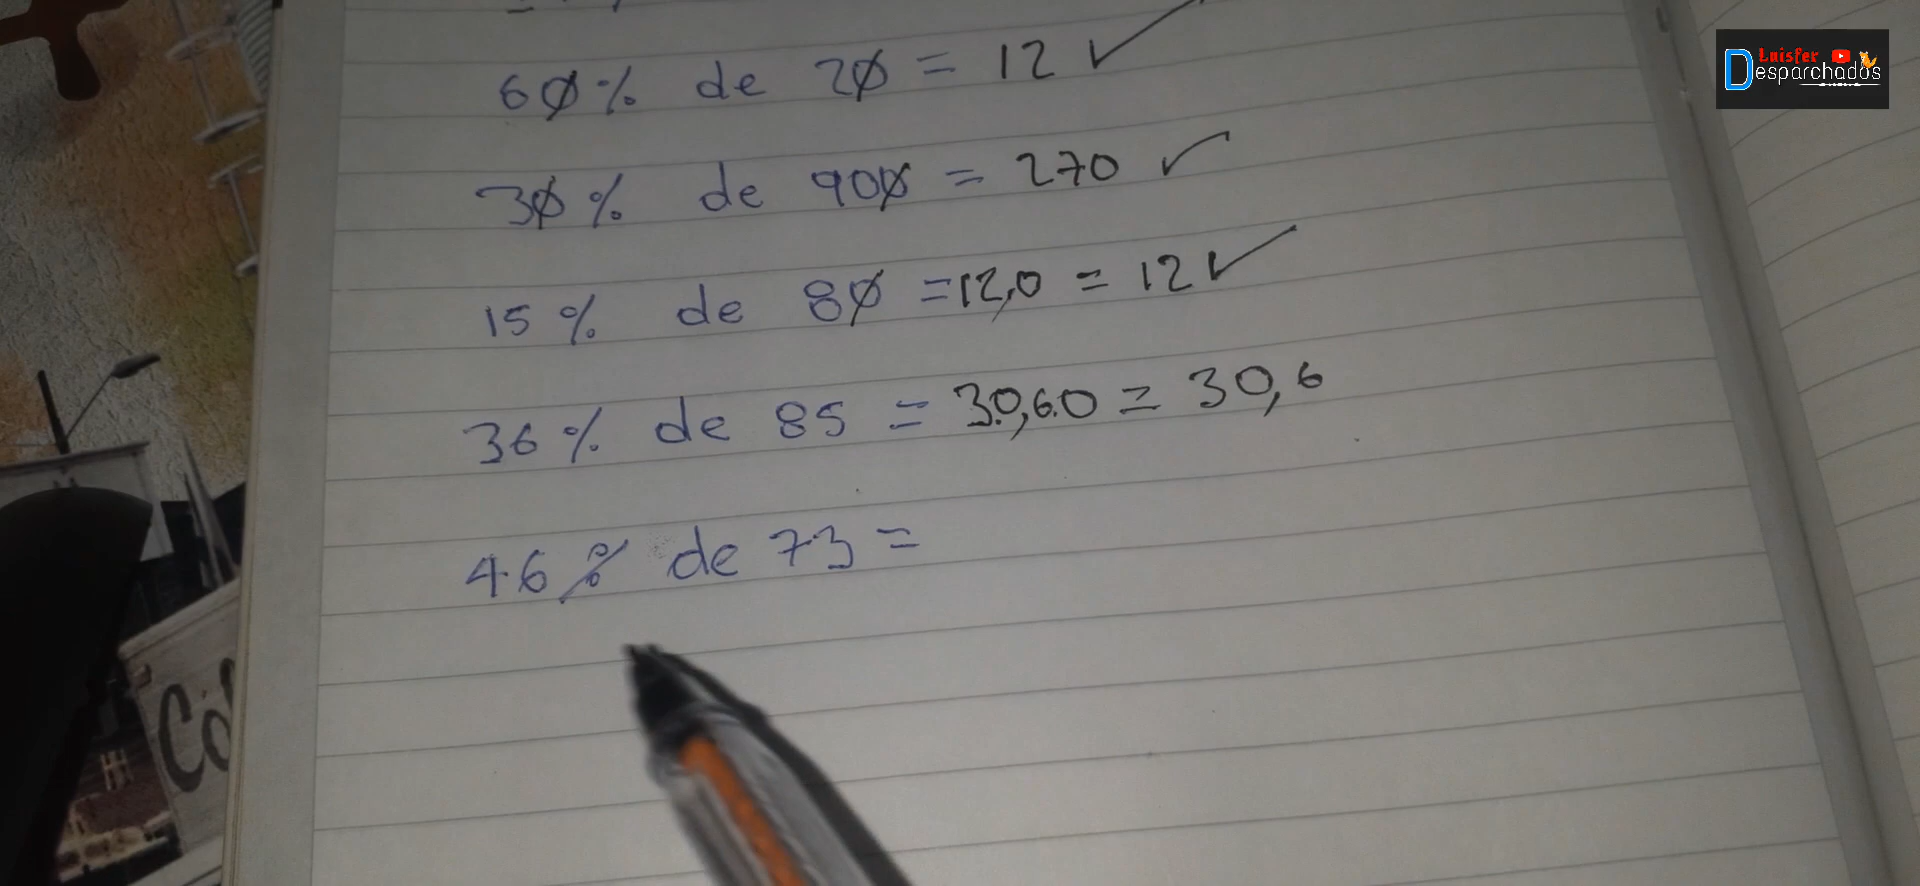 Luisfer
Desparchados
60% de 20 = 12 ✓
30% de 900 = 270 ✓
15% de 80 = 12,0 = 12 ✓
36% de 85 = 30,60 = 30,6
46% de 73 =
Có